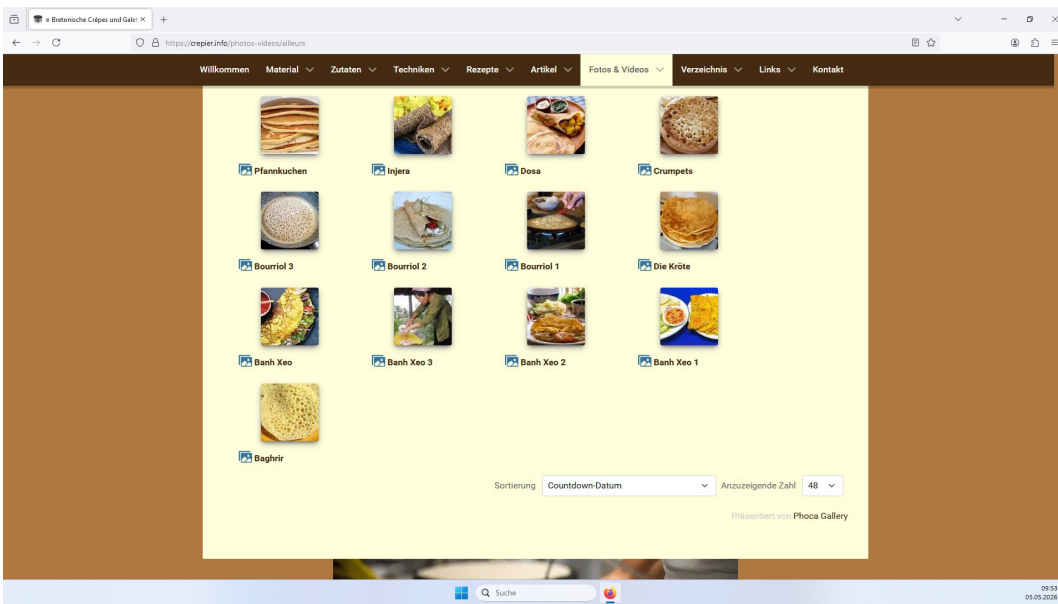 ≡ Bretonische Crêpes und Galet
https://crepier.info/photos-videos/ailleurs
Willkommen Material Zutaten Techniken Rezepte Artikel Fotos & Videos Verzeichnis Links Kontakt
Pfannkuchen Injera Dosa Crumpets
Bourriol 3 Bourriol 2 Bourriol 1 Die Kröte
Banh Xeo Banh Xeo 3 Banh Xeo 2 Banh Xeo 1
Baghrir
Sortierung Countdown-Datum Anzuzeigende Zahl 48
Präsentiert von Phoca Gallery
Suche
09:53
05.05.2026